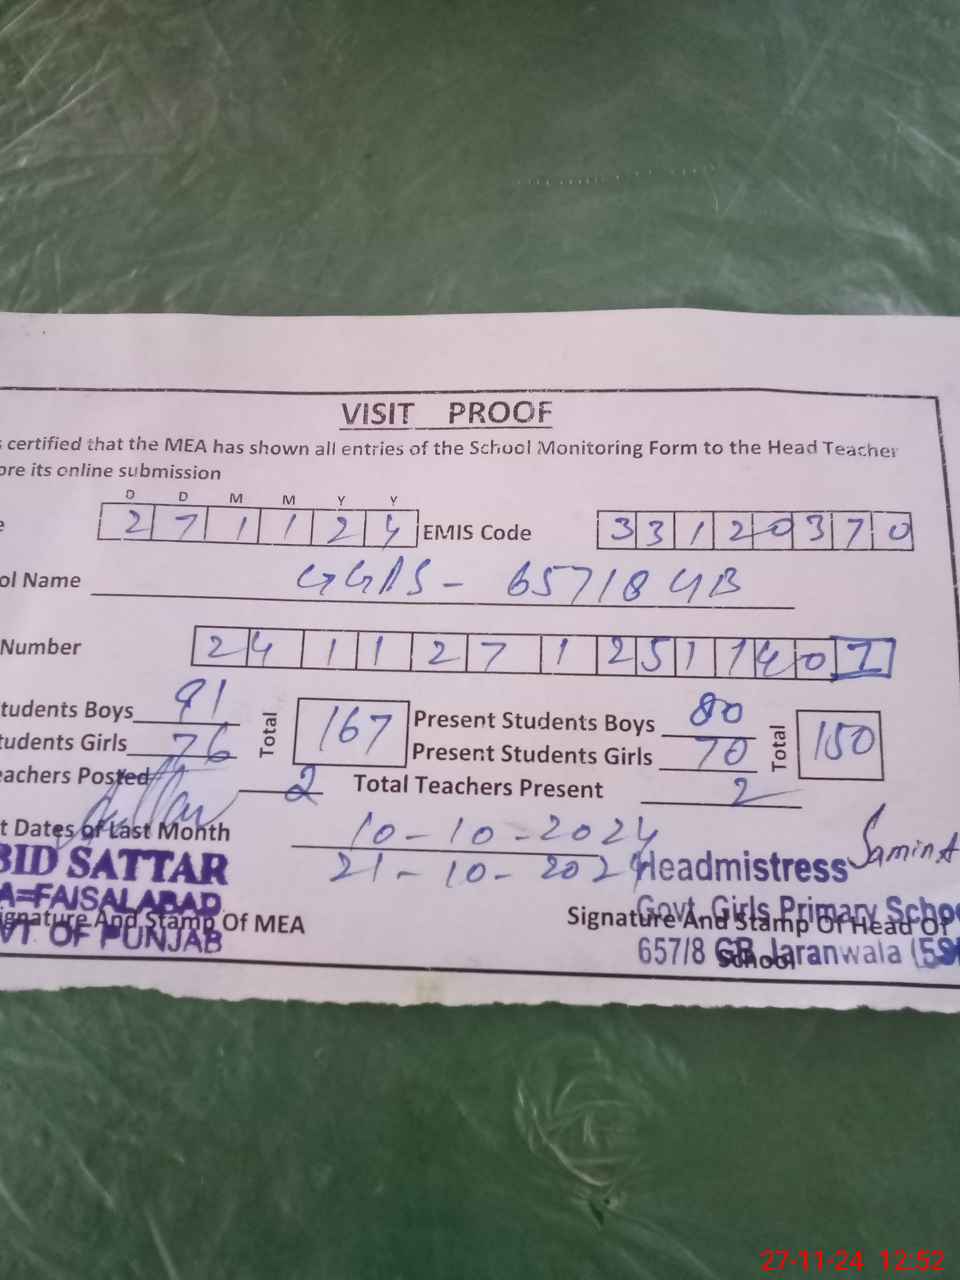 VISIT PROOF
certified that the MEA has shown all entries of the School Monitoring Form to the Head Teacher
ore its online submission
D D M M Y Y
2 7 1 1 2 4 EMIS Code 3 3 1 2 0 3 7 0
ol Name GGPS - 657/8 GB
Number 2 4 1 1 2 7 1 2 5 1 1 4 0 1
tudents Boys 91 Total 167 Present Students Boys 80 Total 150
tudents Girls 76 Present Students Girls 70
eachers Posted 2 Total Teachers Present 2
t Dates of Last Month 10-10-2024
21-10-2024
BID SATTAR
A=FAISALABAD
VT OF PUNJAB
ignature And Stamp Of MEA
Samina
Headmistress
Govt. Girls Primary Schoo
657/8 GB Jaranwala (
Signature And Stamp Of Head Of
School
27-11-24 12:52